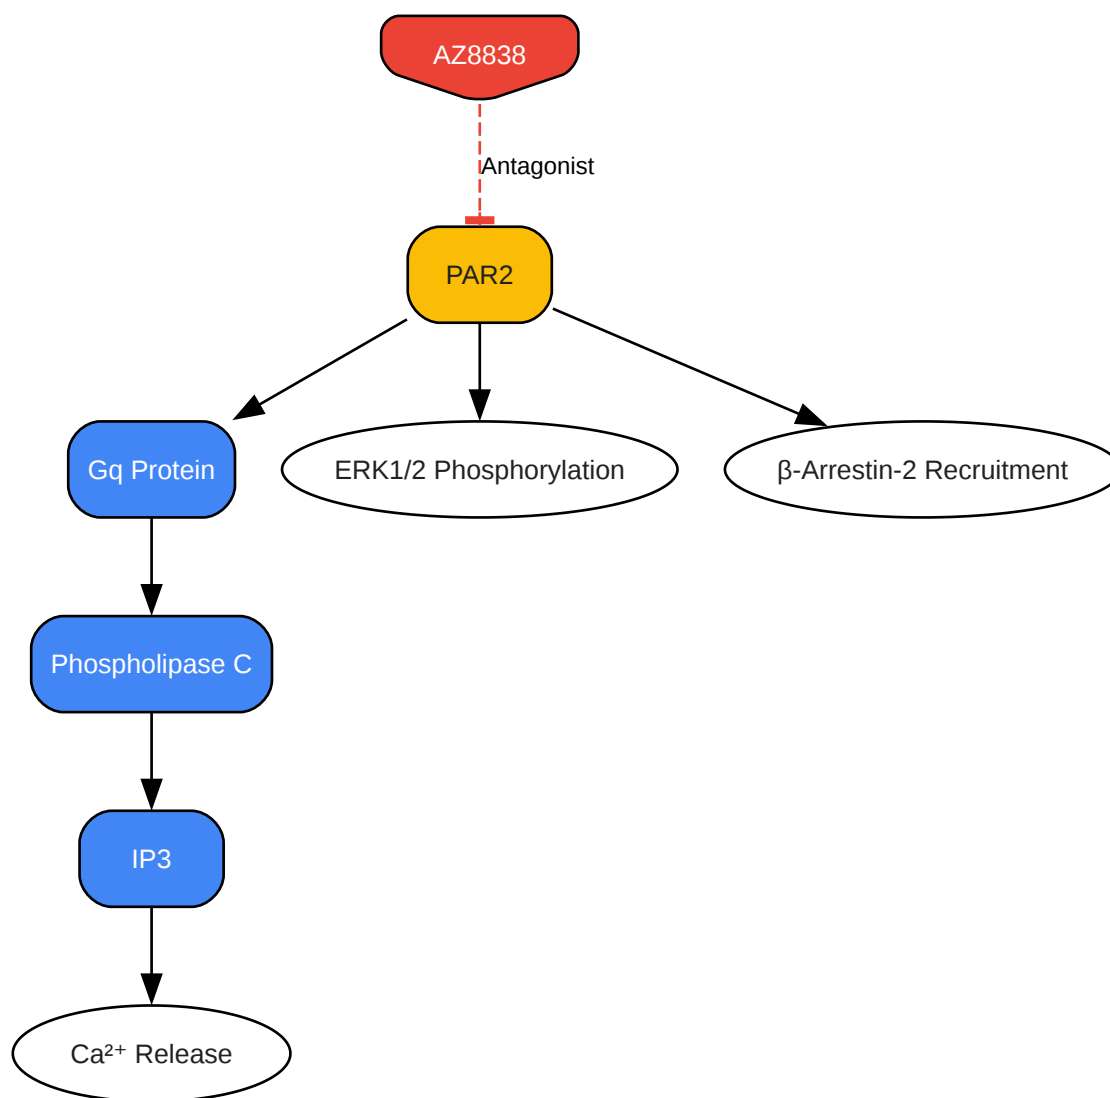 AZ8838
Antagonist
PAR2
Gq Protein
ERK1/2 Phosphorylation
β-Arrestin-2 Recruitment
Phospholipase C
IP3
Ca²⁺ Release